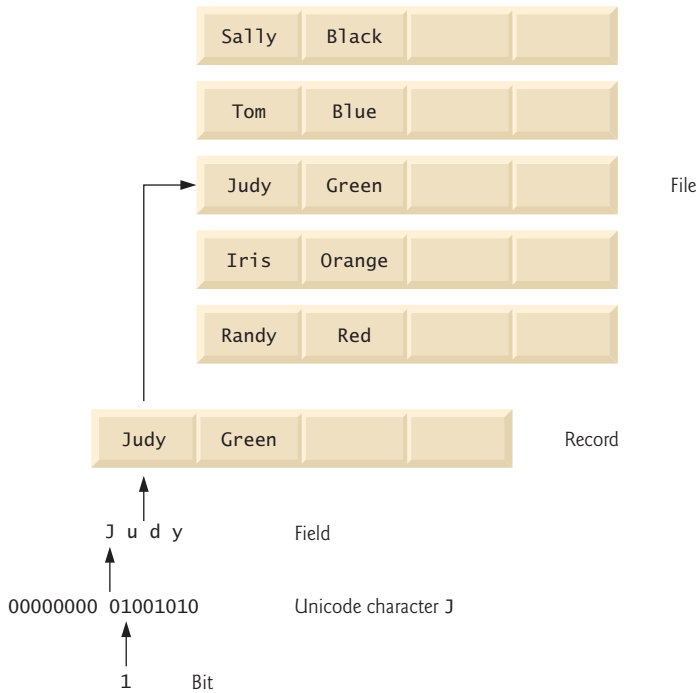 Sally Black
Tom Blue
Judy Green File
Iris Orange
Randy Red
Judy Green Record
J u d y Field
00000000 01001010 Unicode character J
1 Bit